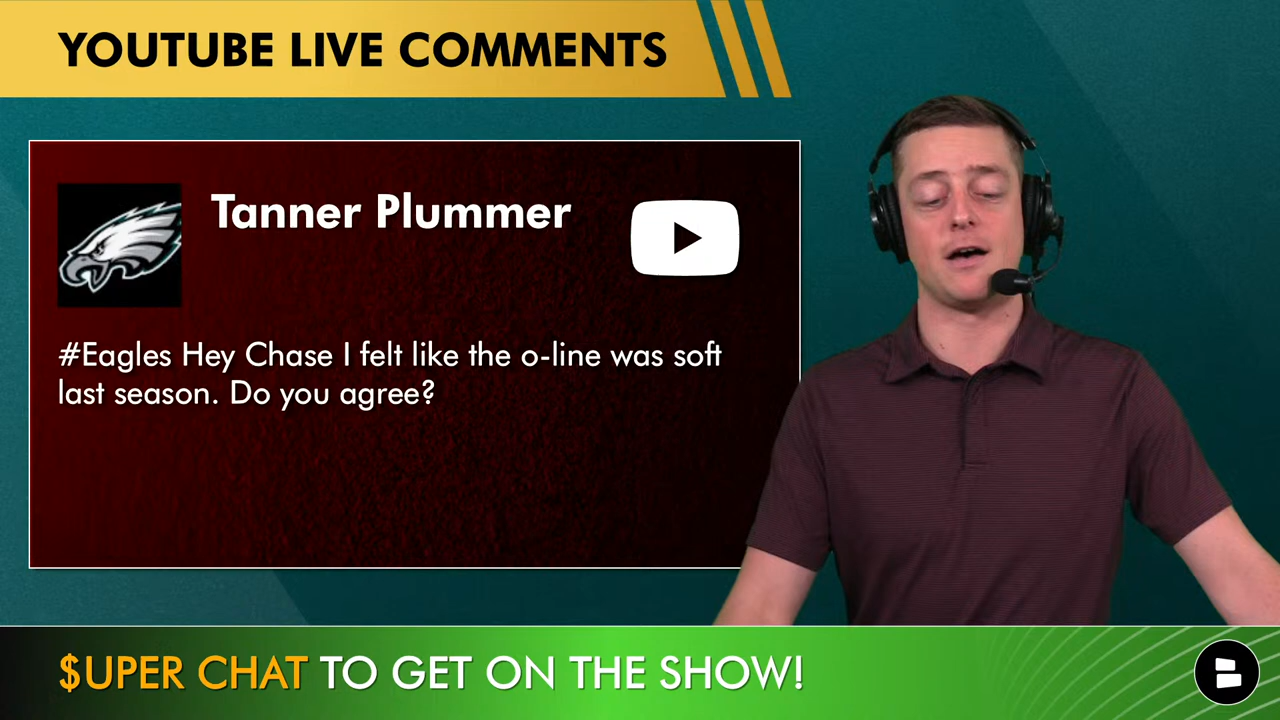 YOUTUBE LIVE COMMENTS
Tanner Plummer
#Eagles Hey Chase I felt like the o-line was soft
last season. Do you agree?
$UPER CHAT TO GET ON THE SHOW!